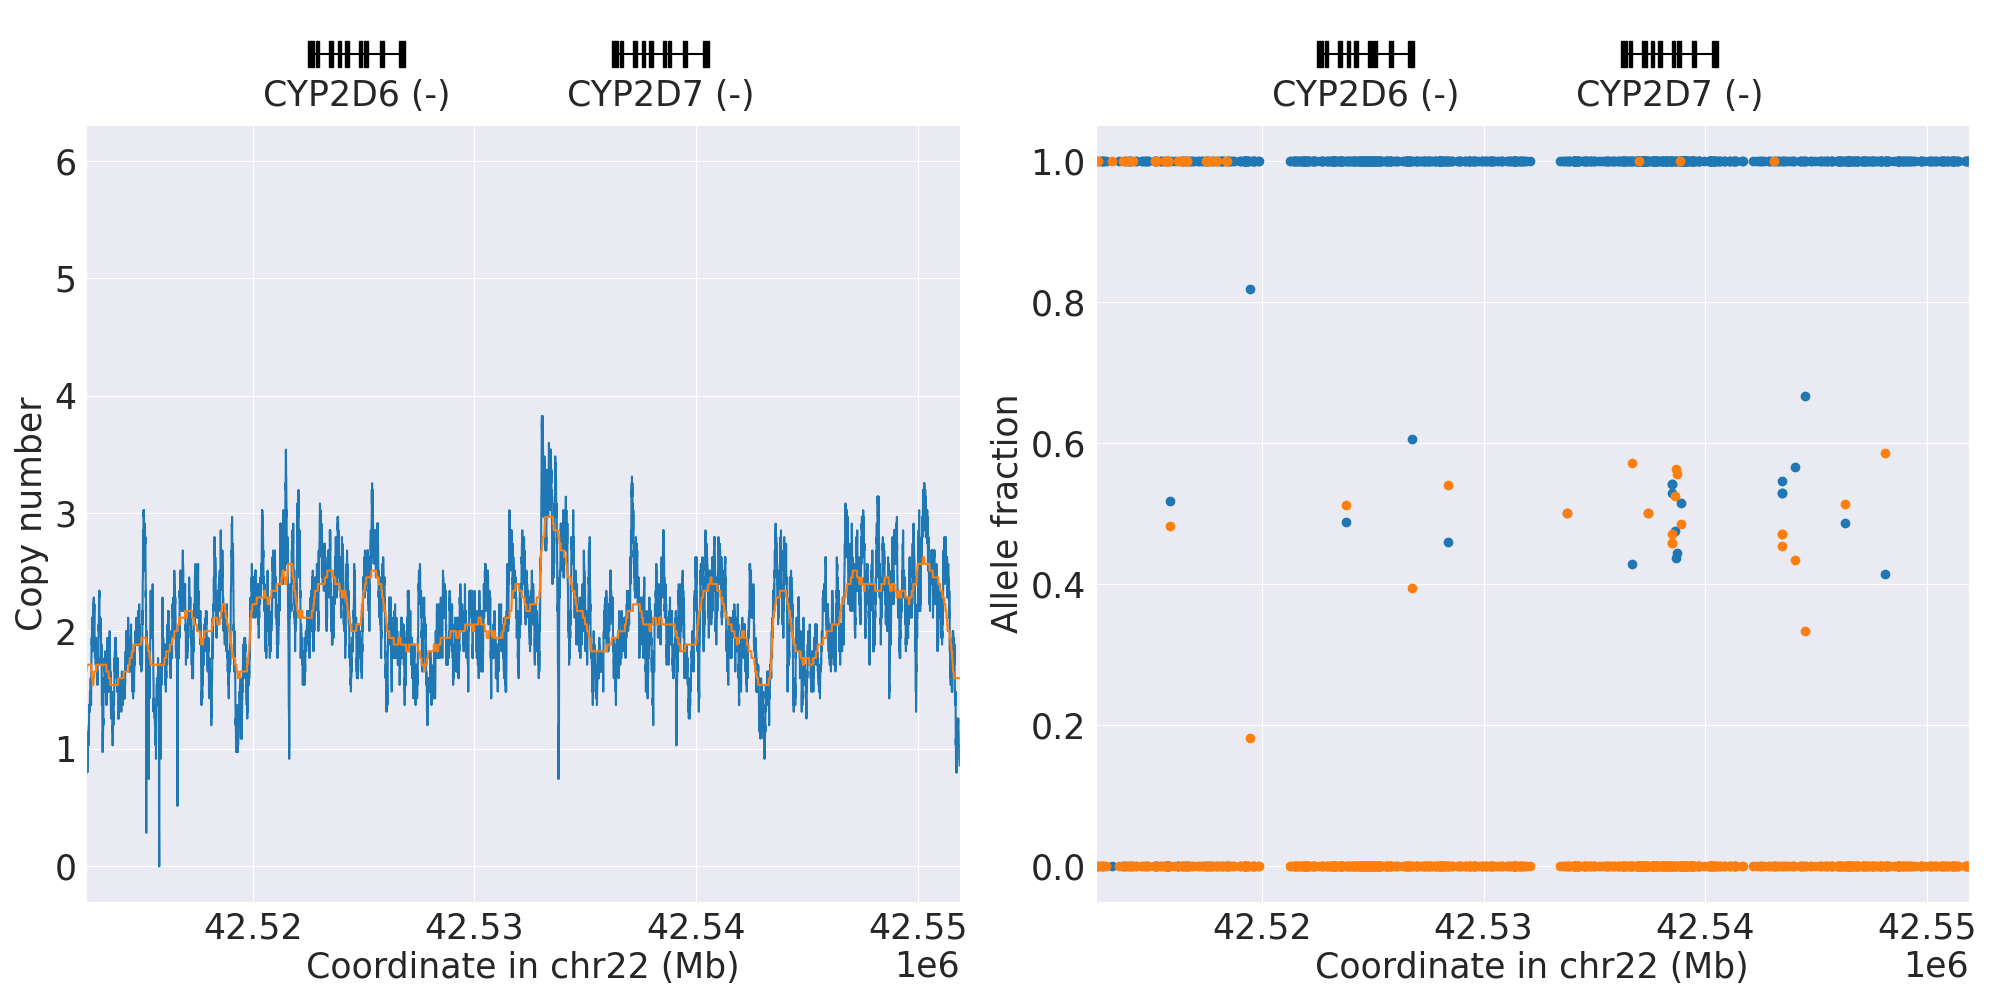 CYP2D6 (-)
CYP2D7 (-)
6
5
4
3
2
1
0
Copy number
42.52
42.53
42.54
42.55
Coordinate in chr22 (Mb)
1e6
CYP2D6 (-)
CYP2D7 (-)
1.0
0.8
0.6
0.4
0.2
0.0
Allele fraction
42.52
42.53
42.54
42.55
Coordinate in chr22 (Mb)
1e6